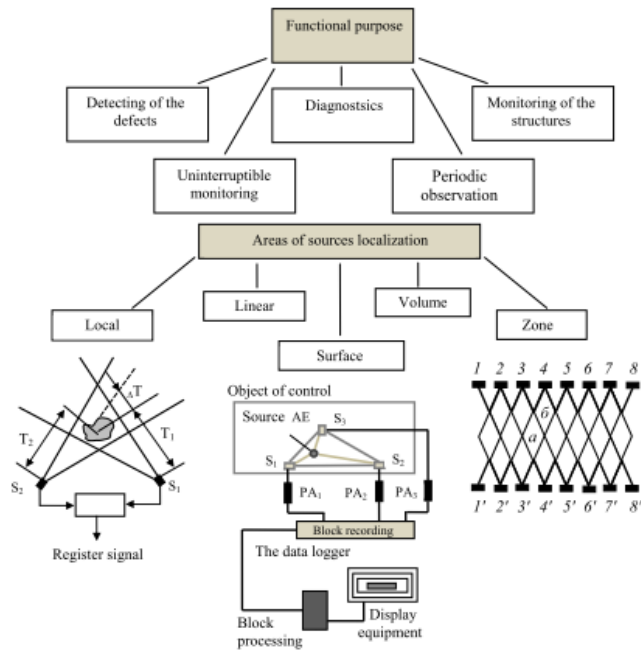 Functional purpose
Detecting of the
defects
Diagnostsics
Monitoring of the
structures
Uninterruptible
monitoring
Periodic
observation
Areas of sources localization
Local
Linear
Surface
Volume
Zone
ΔT
T₂
T₁
S₂
S₁
Register signal
Object of control
Source AE
S₃
S₁
S₂
PA₁
PA₂
PA₃
Block recording
The data logger
Block
processing
Display
equipment
1 2 3 4 5 6 7 8
б
a
1' 2' 3' 4' 5' 6' 7' 8'